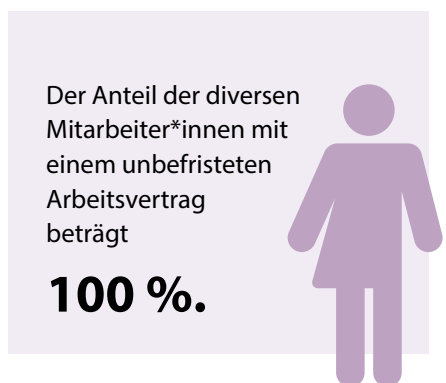 Der Anteil der diversen
Mitarbeiter*innen mit
einem unbefristeten
Arbeitsvertrag
beträgt
100 %.